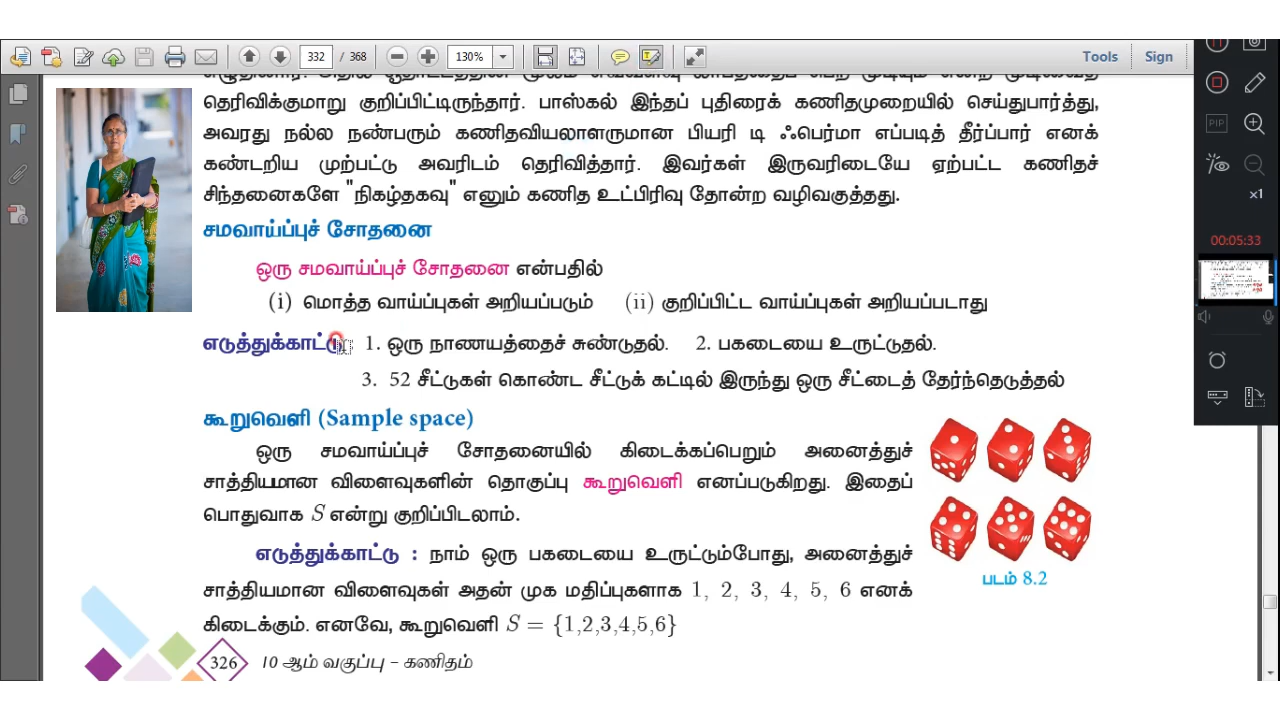 332 / 368
130%
Tools
Sign
தெரிவிக்குமாறு குறிப்பிட்டிருந்தார். பாஸ்கல் இந்தப் புதிரைக் கணிதமுறையில் செய்துபார்த்து,
அவரது நல்ல நண்பரும் கணிதவியலாளருமான பியரி டி ஃபெர்மா எப்படித் தீர்ப்பார் எனக்
கண்டறிய முற்பட்டு அவரிடம் தெரிவித்தார். இவர்கள் இருவரிடையே ஏற்பட்ட கணிதச்
சிந்தனைகளே "நிகழ்தகவு" எனும் கணித உட்பிரிவு தோன்ற வழிவகுத்தது.
சமவாய்ப்புச் சோதனை
ஒரு சமவாய்ப்புச் சோதனை என்பதில்
(i) மொத்த வாய்ப்புகள் அறியப்படும் (ii) குறிப்பிட்ட வாய்ப்புகள் அறியப்படாது
எடுத்துக்காட்டு 1. ஒரு நாணயத்தைச் சுண்டுதல். 2. பகடையை உருட்டுதல்.
3. 52 சீட்டுகள் கொண்ட சீட்டுக் கட்டில் இருந்து ஒரு சீட்டைத் தேர்ந்தெடுத்தல்
கூறுவெளி (Sample space)
ஒரு சமவாய்ப்புச் சோதனையில் கிடைக்கப்பெறும் அனைத்துச்
சாத்தியமான விளைவுகளின் தொகுப்பு கூறுவெளி எனப்படுகிறது. இதைப்
பொதுவாக S என்று குறிப்பிடலாம்.
எடுத்துக்காட்டு : நாம் ஒரு பகடையை உருட்டும்போது, அனைத்துச்
சாத்தியமான விளைவுகள் அதன் முக மதிப்புகளாக 1, 2, 3, 4, 5, 6 எனக்
கிடைக்கும். எனவே, கூறுவெளி S = {1,2,3,4,5,6}
படம் 8.2
326 10 ஆம் வகுப்பு – கணிதம்
PIP
x1
00:05:33